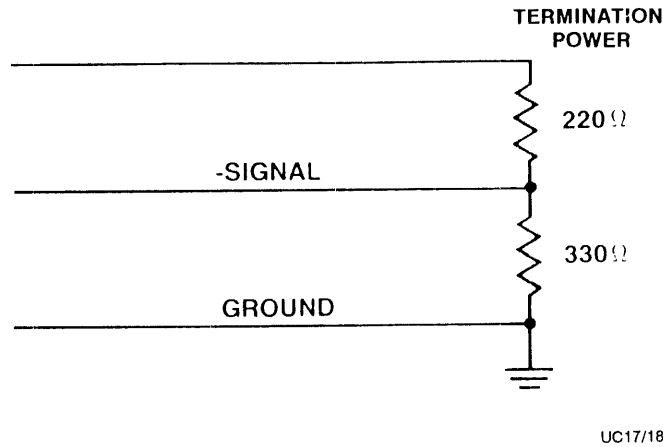 TERMINATION
POWER
220Ω
-SIGNAL
330Ω
GROUND
UC17/18